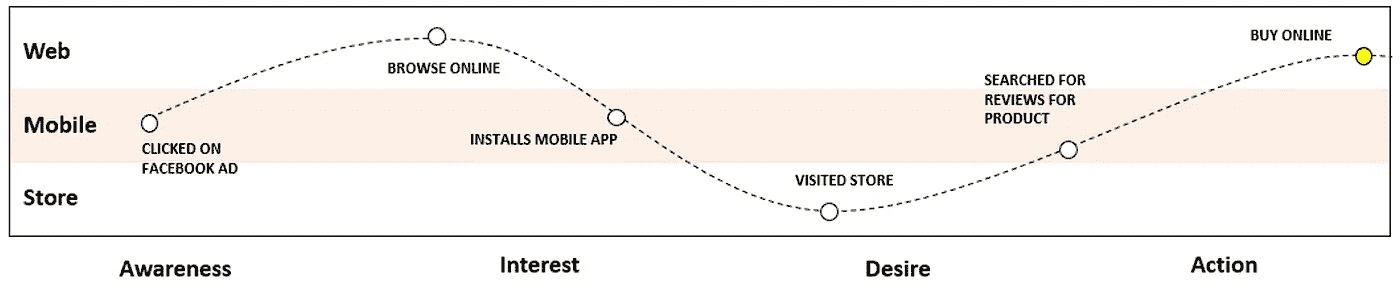 Web
BROWSE ONLINE
BUY ONLINE
Mobile
CLICKED ON
FACEBOOK AD
INSTALLS MOBILE APP
SEARCHED FOR
REVIEWS FOR
PRODUCT
Store
VISITED STORE
Awareness
Interest
Desire
Action